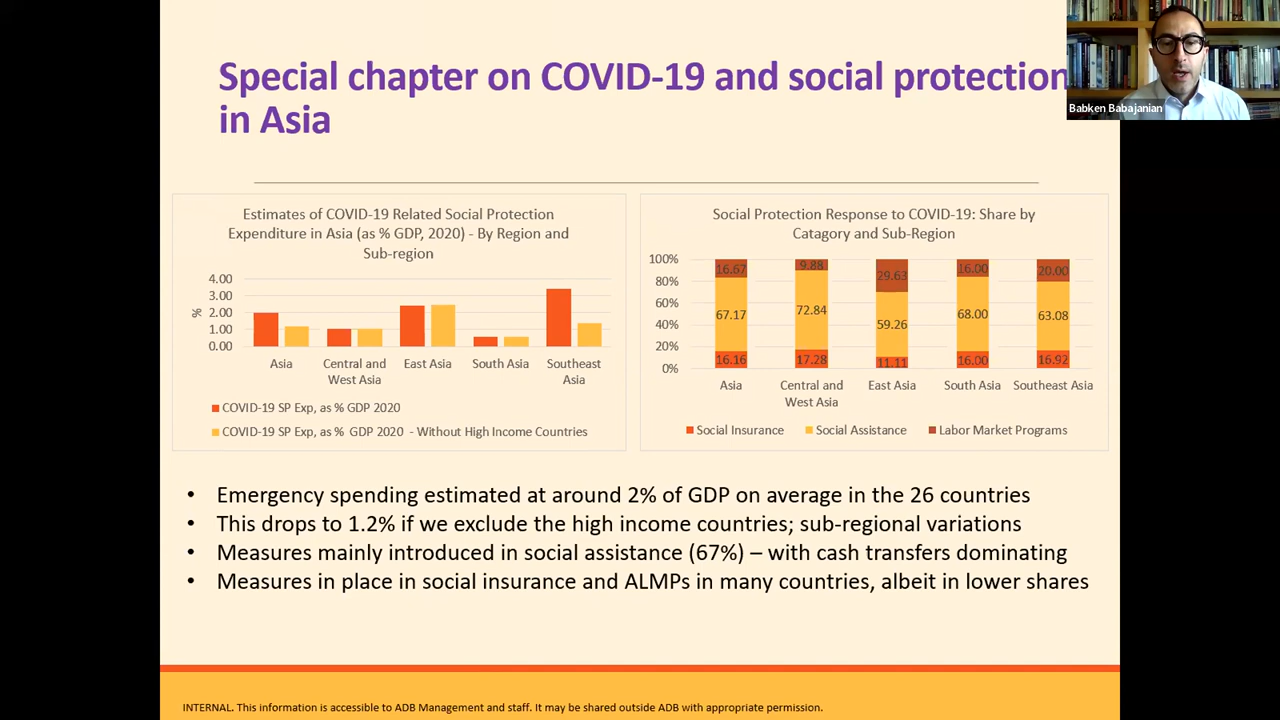 Special chapter on COVID-19 and social protection
in Asia
Babken Babajanian
Estimates of COVID-19 Related Social Protection
Expenditure in Asia (as % GDP, 2020) - By Region and
Sub-region
4.00
3.00
2.00
1.00
0.00
%
Asia
Central and
West Asia
East Asia
South Asia
Southeast
Asia
COVID-19 SP Exp, as % GDP 2020
COVID-19 SP Exp, as % GDP 2020 - Without High Income Countries
Social Protection Response to COVID-19: Share by
Catagory and Sub-Region
100%
80%
60%
40%
20%
0%
16.67 9.88 29.63 16.00 20.00
67.17 72.84 59.26 68.00 63.08
16.16 17.28 11.11 16.00 16.92
Asia
Central and
West Asia
East Asia
South Asia
Southeast Asia
Social Insurance
Social Assistance
Labor Market Programs
• Emergency spending estimated at around 2% of GDP on average in the 26 countries
• This drops to 1.2% if we exclude the high income countries; sub-regional variations
• Measures mainly introduced in social assistance (67%) – with cash transfers dominating
• Measures in place in social insurance and ALMPs in many countries, albeit in lower shares
INTERNAL. This information is accessible to ADB Management and staff. It may be shared outside ADB with appropriate permission.